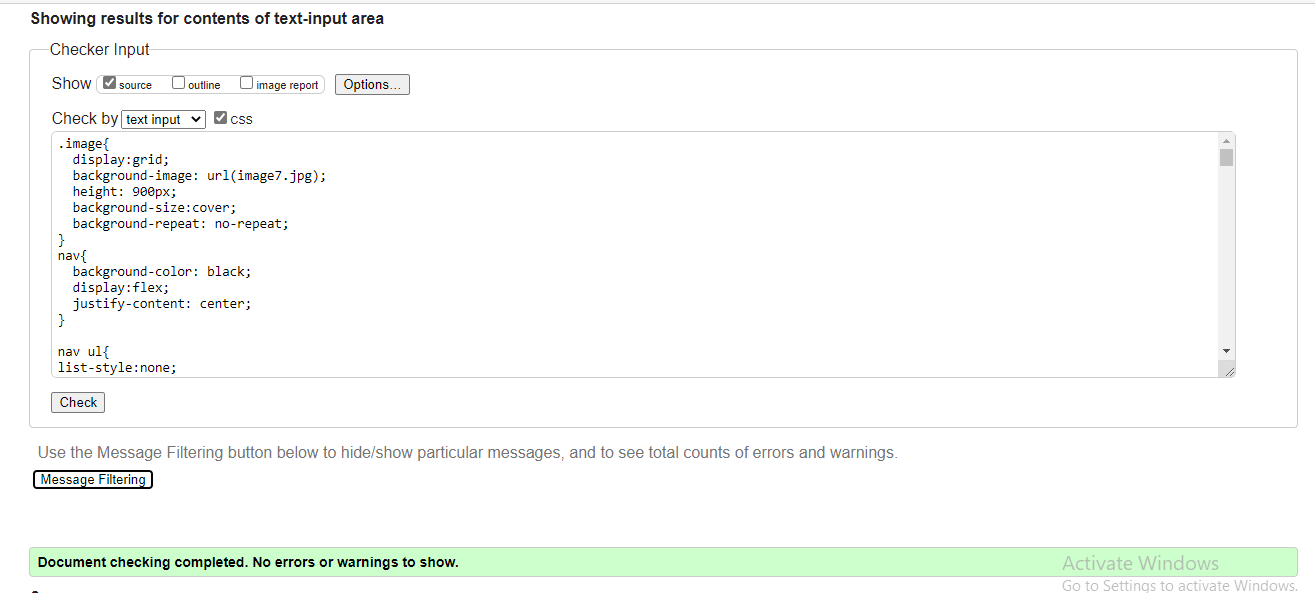 Showing results for contents of text-input area
Checker Input
Show source outline image report Options...
Check by text input css
.image{
  display:grid;
  background-image: url(image7.jpg);
  height: 900px;
  background-size:cover;
  background-repeat: no-repeat;
}
nav{
  background-color: black;
  display:flex;
  justify-content: center;
}
nav ul{
list-style:none;
Check
Use the Message Filtering button below to hide/show particular messages, and to see total counts of errors and warnings.
Message Filtering
Document checking completed. No errors or warnings to show.
Activate Windows
Go to Settings to activate Windows.